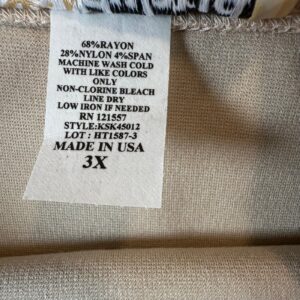 68%RAYON
28%NYLON 4%SPAN
MACHINE WASH COLD
WITH LIKE COLORS
ONLY
NON-CLORINE BLEACH
LINE DRY
LOW IRON IF NEEDED
RN 121557
STYLE:KSK45012
LOT : HT1587-3
MADE IN USA
3X